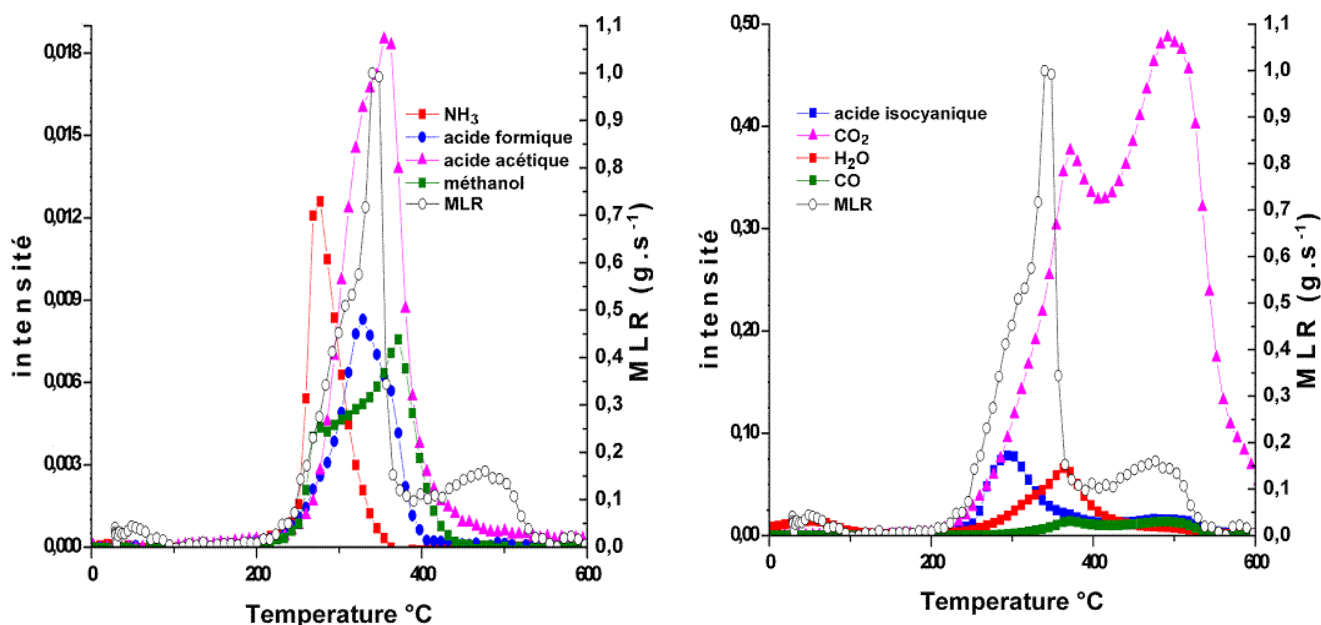 0,018
0,015
0,012
0,009
0,006
0,003
0,000
intensité
1,1
1,0
0,9
0,8
0,7
0,6
0,5
0,4
0,3
0,2
0,1
0,0
MLR (g.s-1)
NH3
acide formique
acide acétique
méthanol
MLR
0 200 400 600
Temperature °C
0,50
0,40
0,30
0,20
0,10
0,00
intensité
1,1
1,0
0,9
0,8
0,7
0,6
0,5
0,4
0,3
0,2
0,1
0,0
MLR (g.s-1)
acide isocyanique
CO2
H2O
CO
MLR
0 200 400 600
Temperature °C